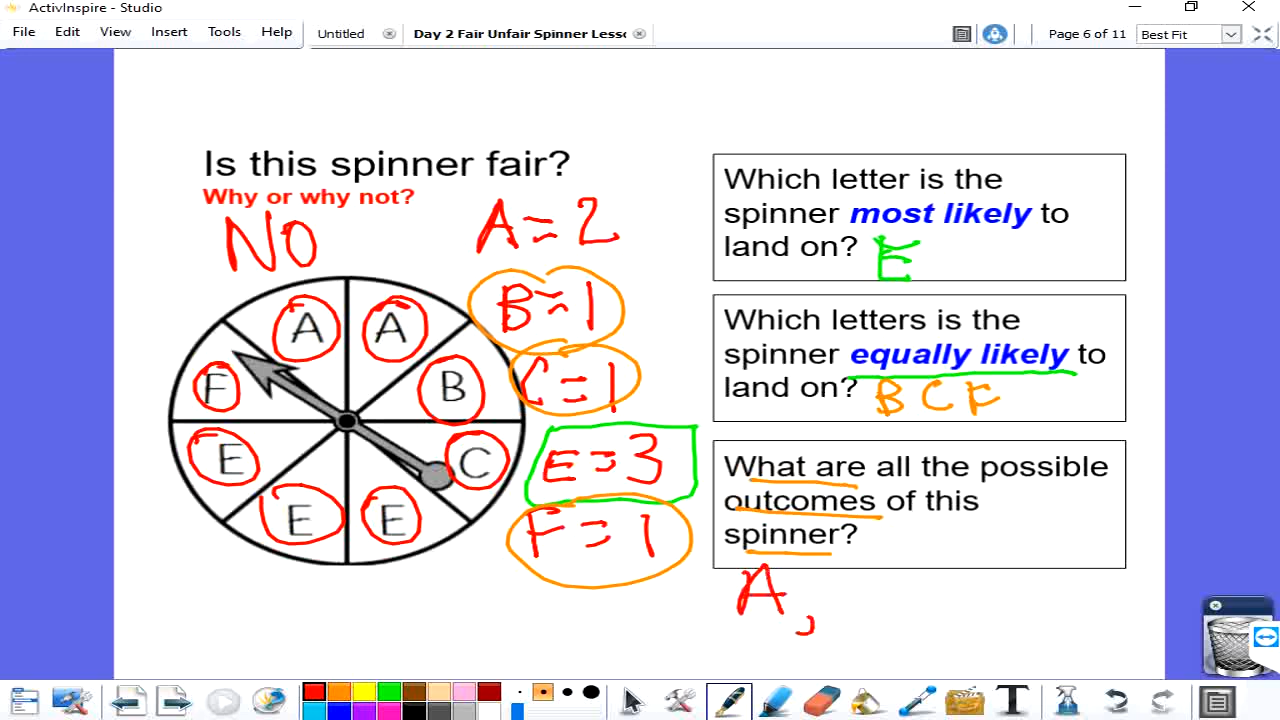 ActivInspire - Studio
File Edit View Insert Tools Help
Untitled
Day 2 Fair Unfair Spinner Lesso
Page 6 of 11
Best Fit
Is this spinner fair?
Why or why not?
NO
A = 2
B = 1
C = 1
E = 3
F = 1
A A
F B
E C
E E
Which letter is the
spinner most likely to
land on? E
Which letters is the
spinner equally likely to
land on? B C F
What are all the possible
outcomes of this
spinner?
A ,
T